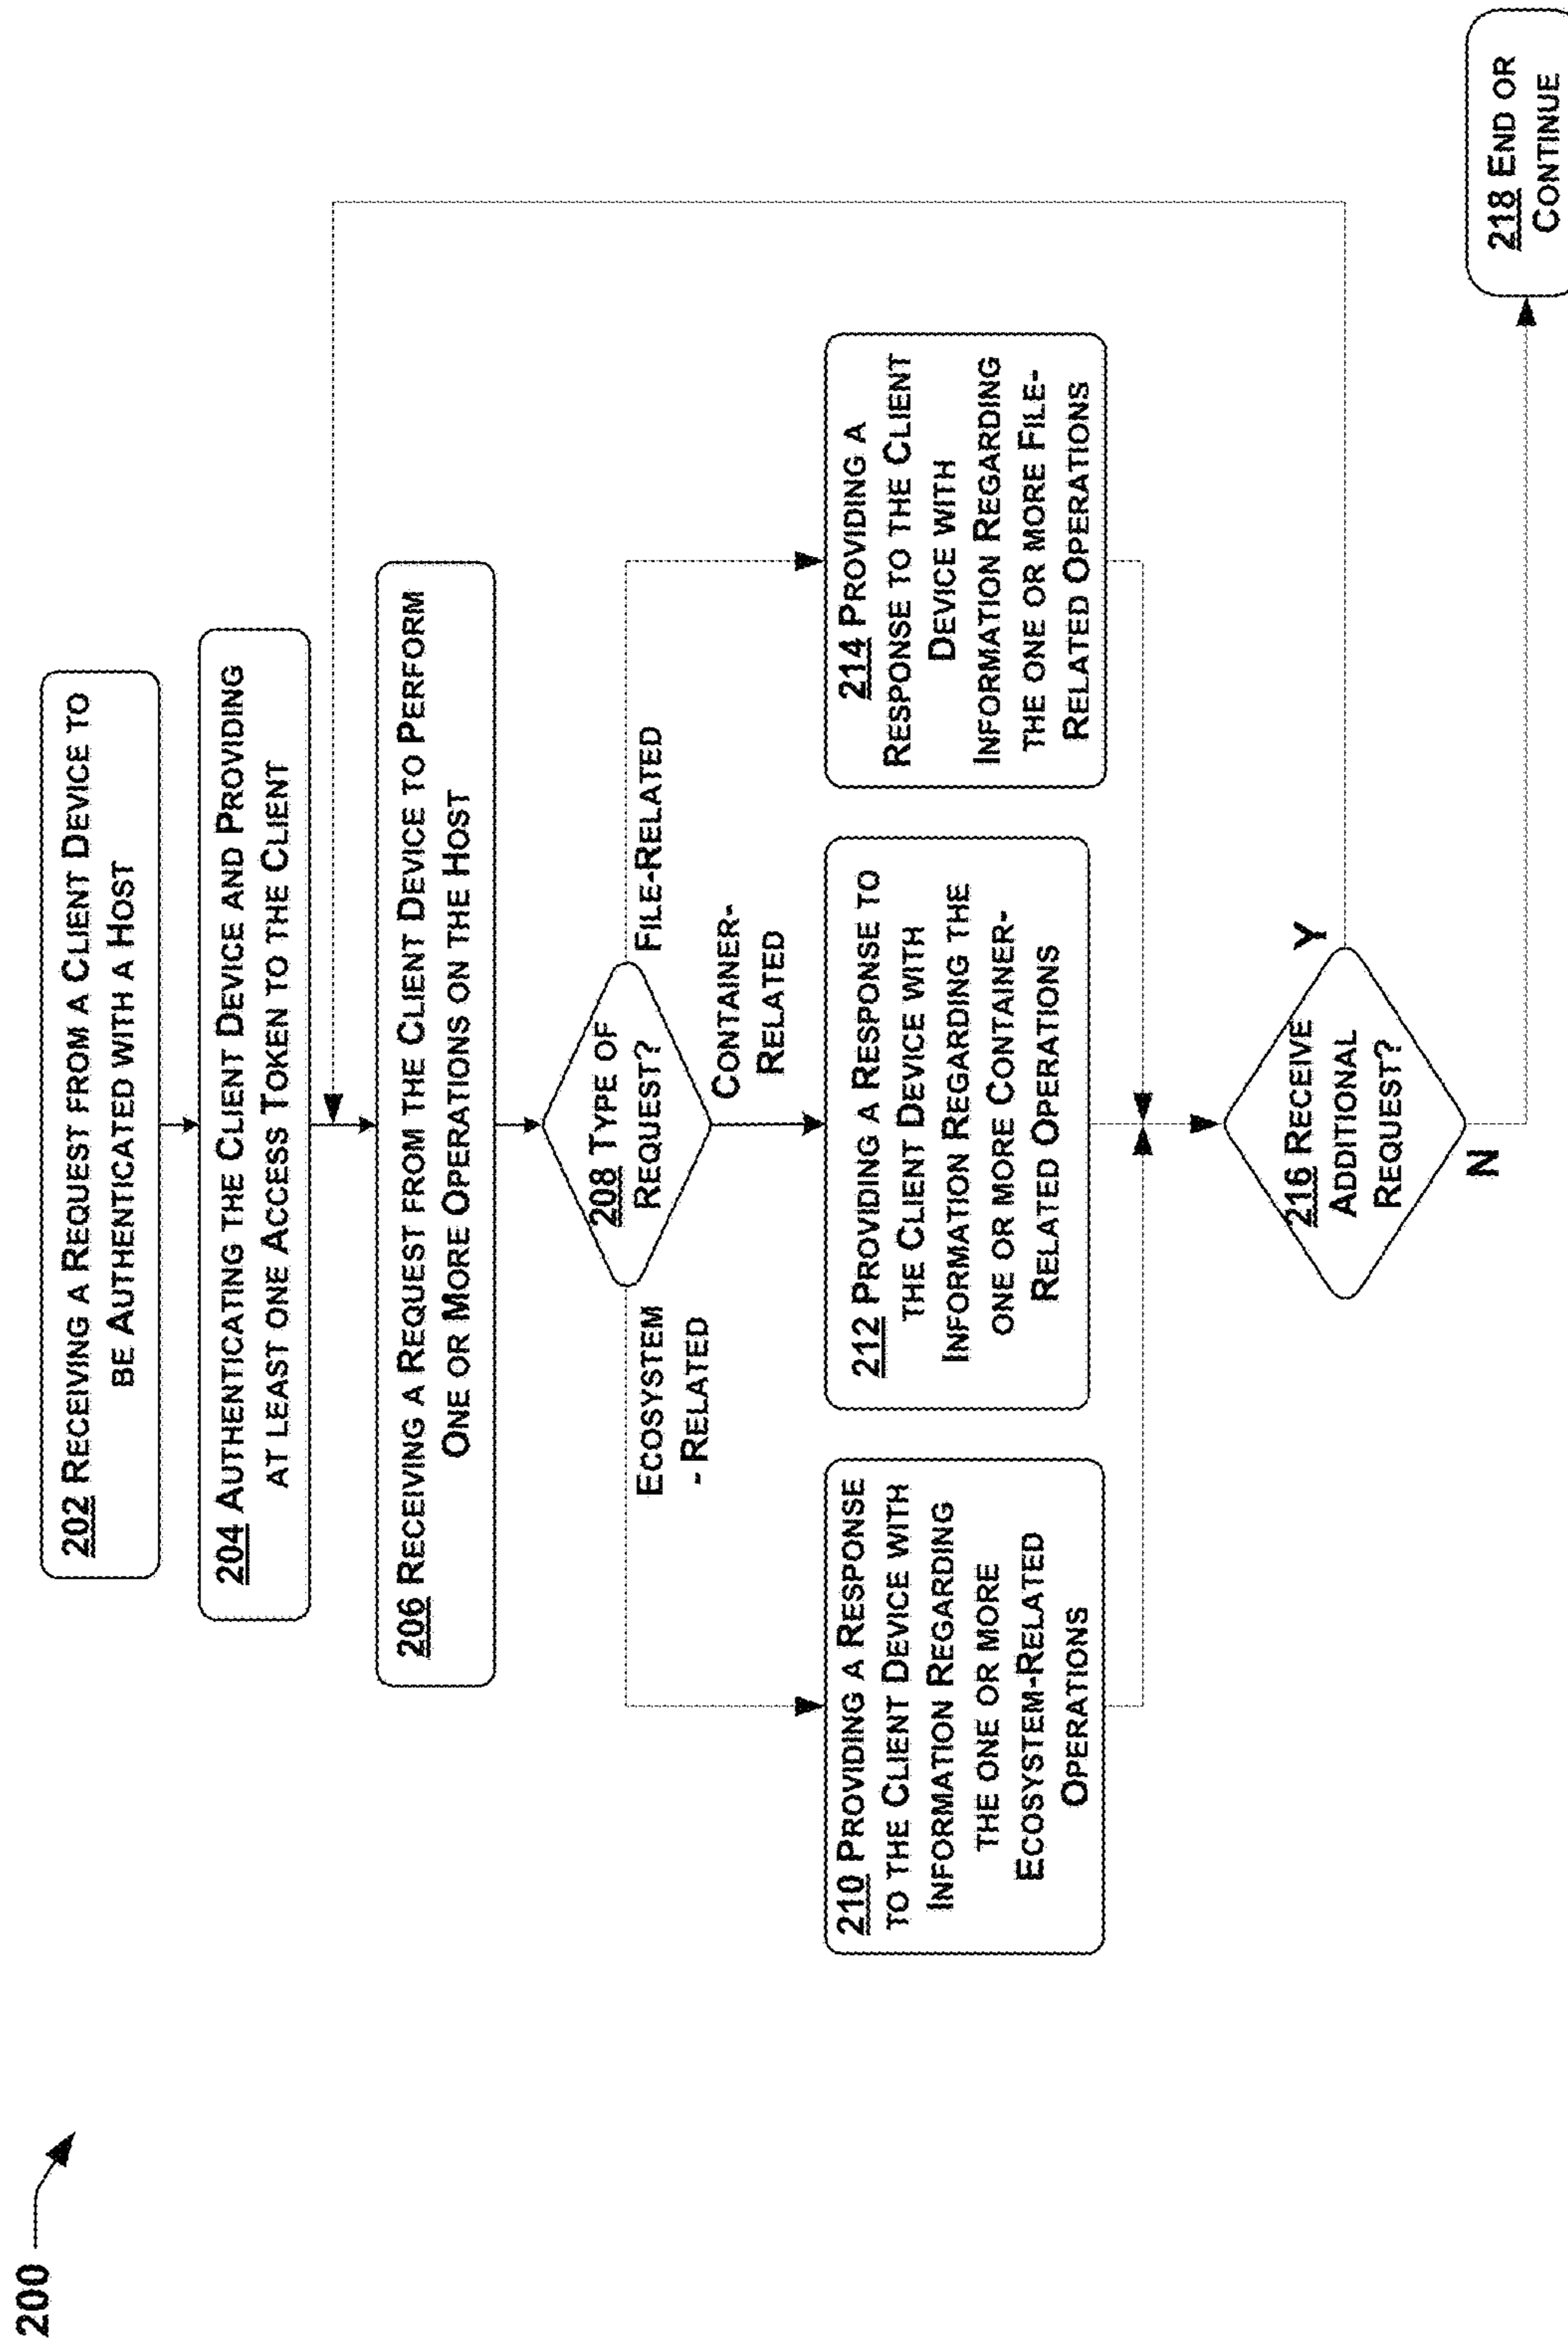 200
202 RECEIVING A REQUEST FROM A CLIENT DEVICE TO
BE AUTHENTICATED WITH A HOST
204 AUTHENTICATING THE CLIENT DEVICE AND PROVIDING
AT LEAST ONE ACCESS TOKEN TO THE CLIENT
206 RECEIVING A REQUEST FROM THE CLIENT DEVICE TO PERFORM
ONE OR MORE OPERATIONS ON THE HOST
208 TYPE OF
REQUEST?
ECOSYSTEM
- RELATED
CONTAINER-
RELATED
FILE-RELATED
210 PROVIDING A RESPONSE
TO THE CLIENT DEVICE WITH
INFORMATION REGARDING
THE ONE OR MORE
ECOSYSTEM-RELATED
OPERATIONS
212 PROVIDING A RESPONSE TO
THE CLIENT DEVICE WITH
INFORMATION REGARDING THE
ONE OR MORE CONTAINER-
RELATED OPERATIONS
214 PROVIDING A
RESPONSE TO THE CLIENT
DEVICE WITH
INFORMATION REGARDING
THE ONE OR MORE FILE-
RELATED OPERATIONS
216 RECEIVE
ADDITIONAL
REQUEST?
Y
N
218 END OR
CONTINUE